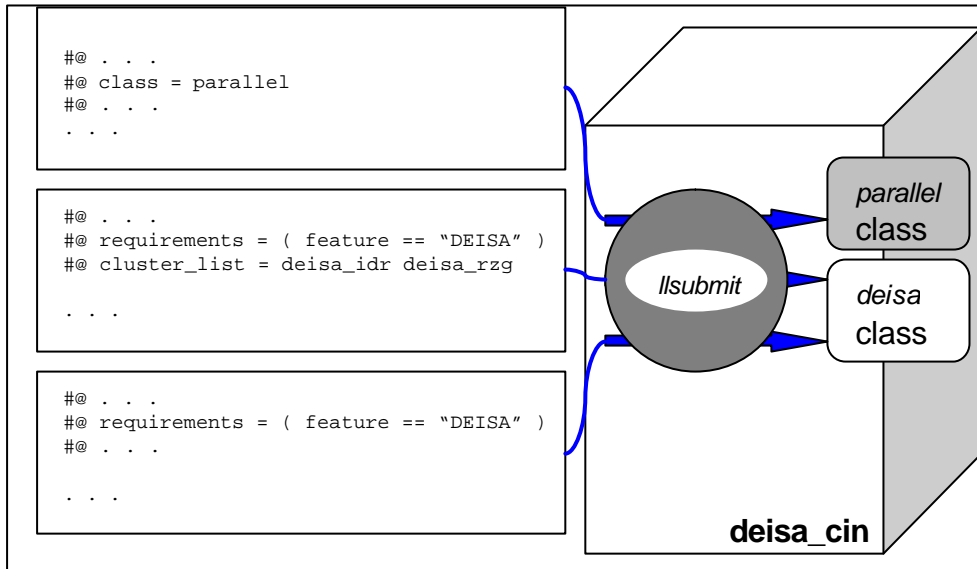 #@ . . .
#@ class = parallel
#@ . . .
. . .
#@ . . .
#@ requirements = ( feature == “DEISA” )
#@ cluster_list = deisa_idr deisa_rzg
. . .
#@ . . .
#@ requirements = ( feature == “DEISA” )
#@ . . .
. . .
llsubmit
parallel
class
deisa
class
deisa_cin